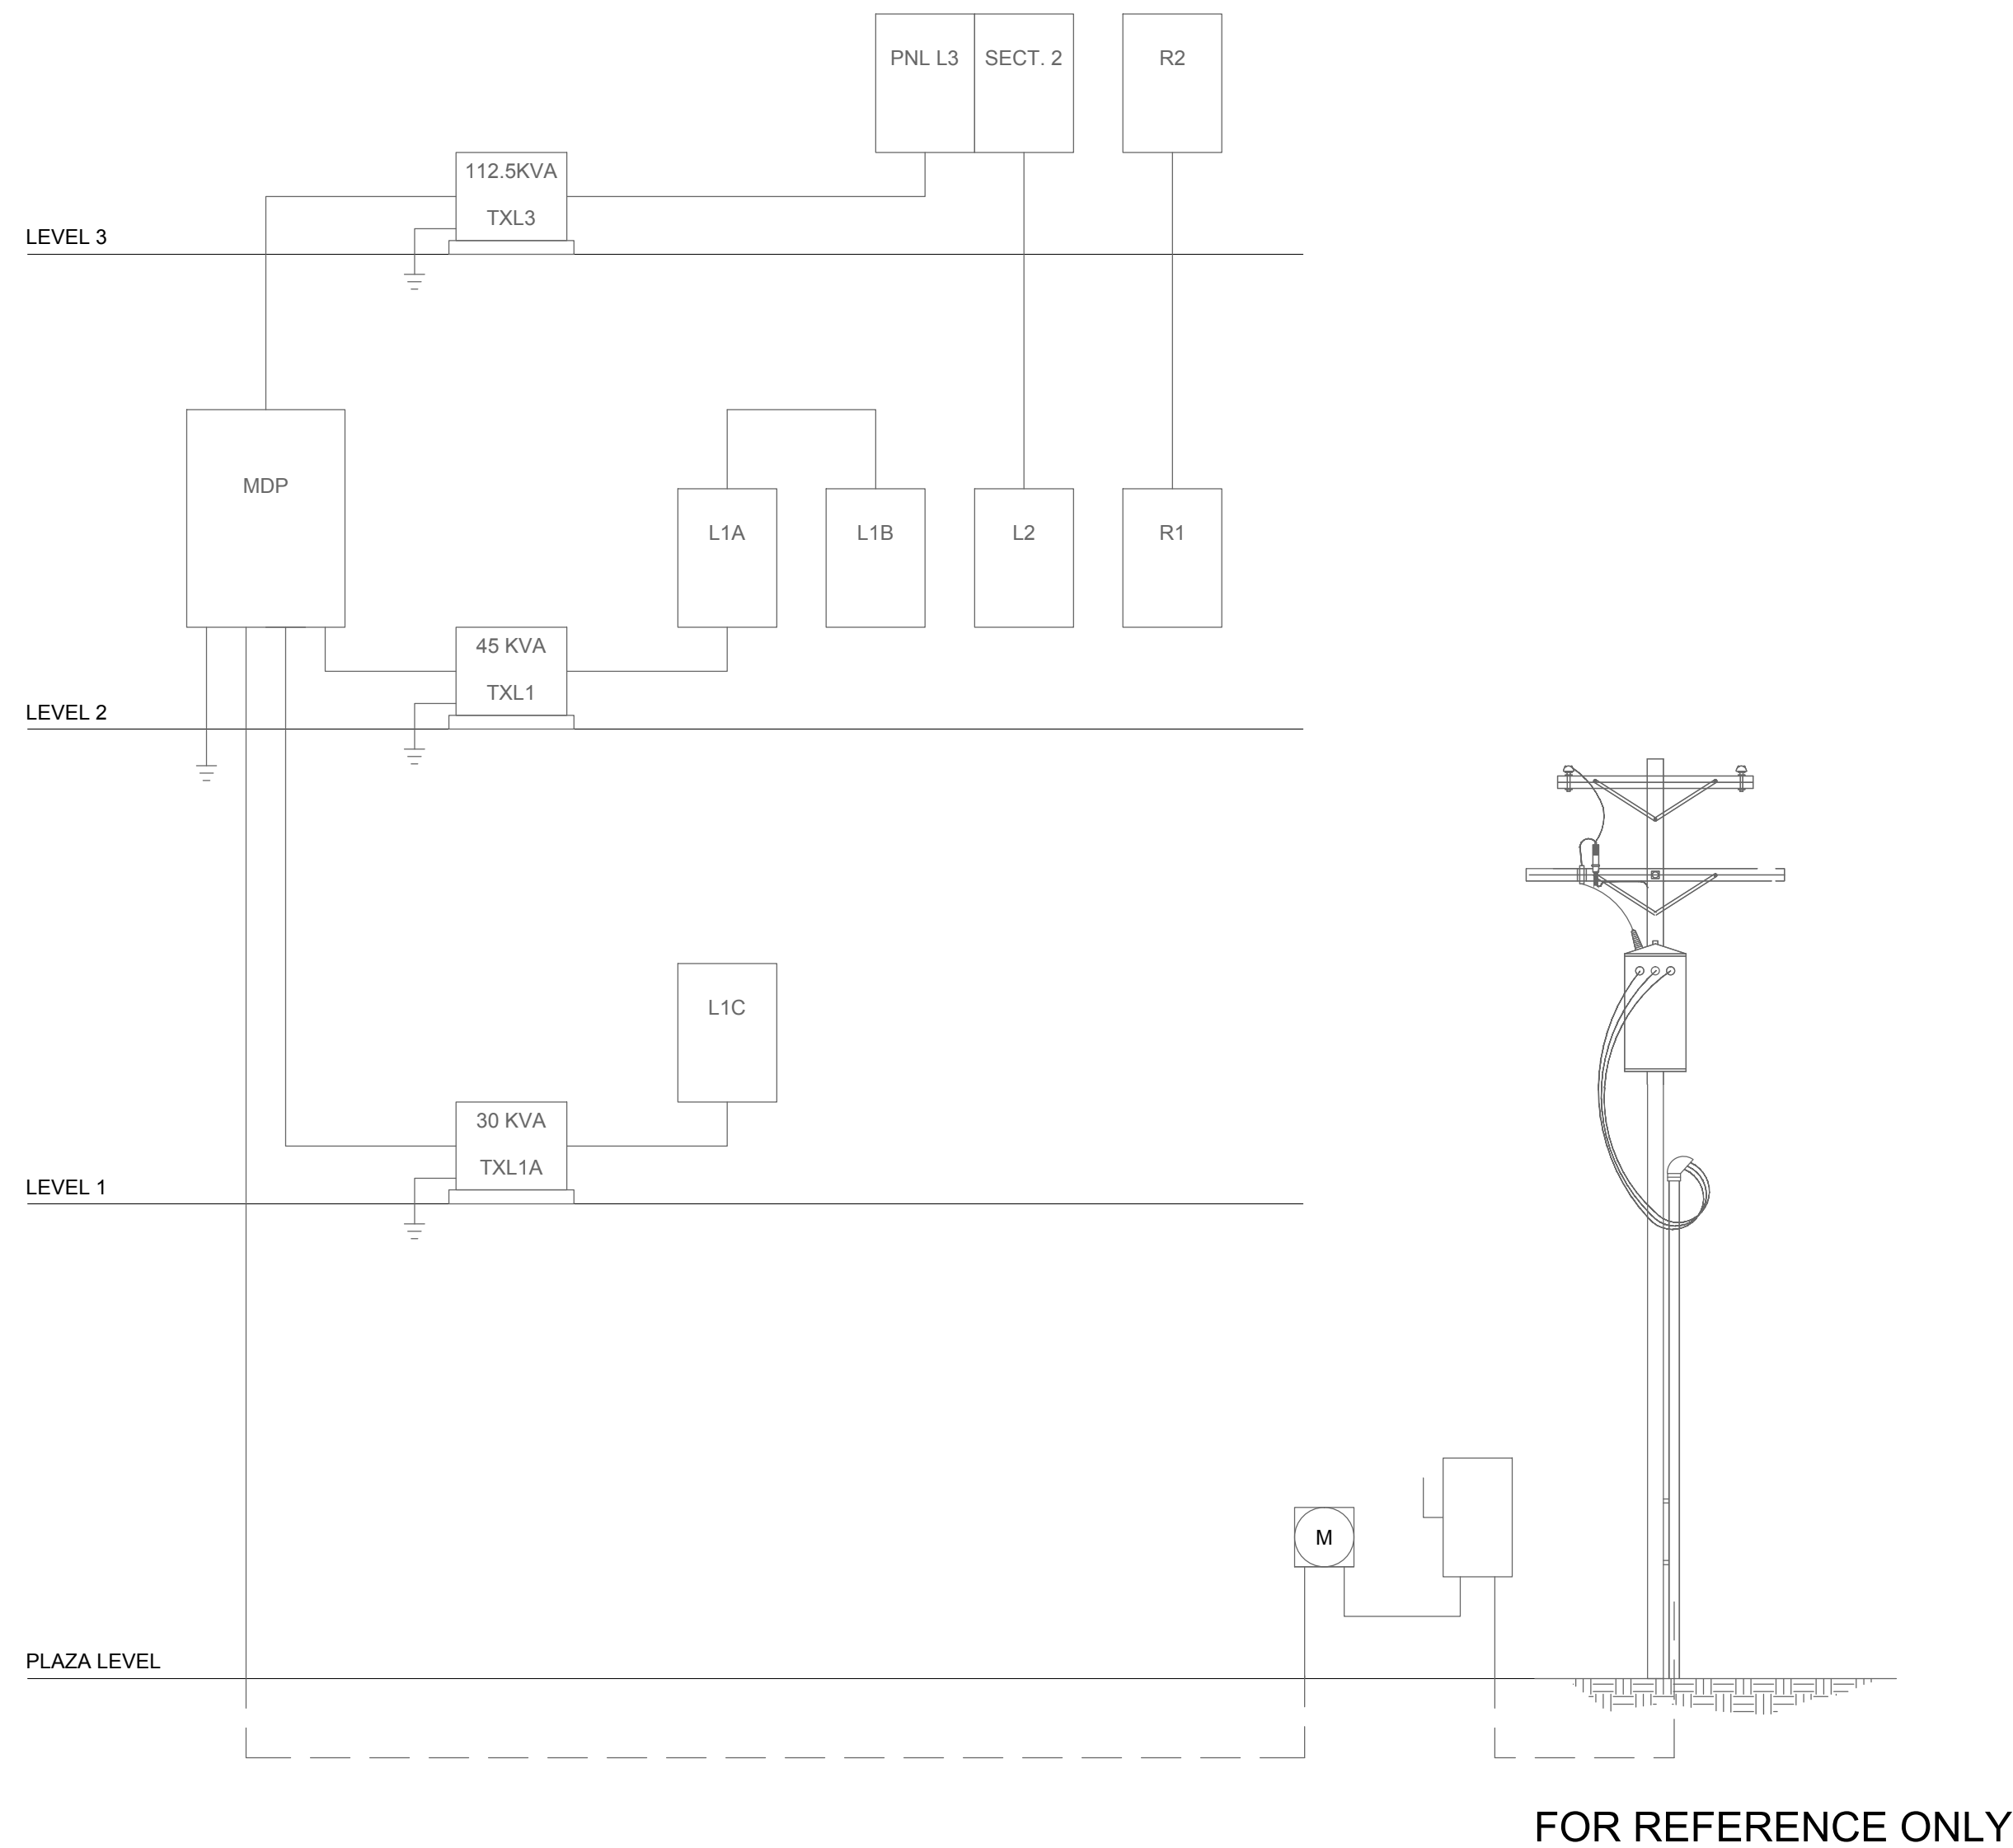 PNL L3
SECT. 2
R2
112.5KVA
TXL3
LEVEL 3
MDP
L1A
L1B
L2
R1
45 KVA
TXL1
LEVEL 2
L1C
30 KVA
TXL1A
LEVEL 1
M
PLAZA LEVEL
FOR REFERENCE ONLY